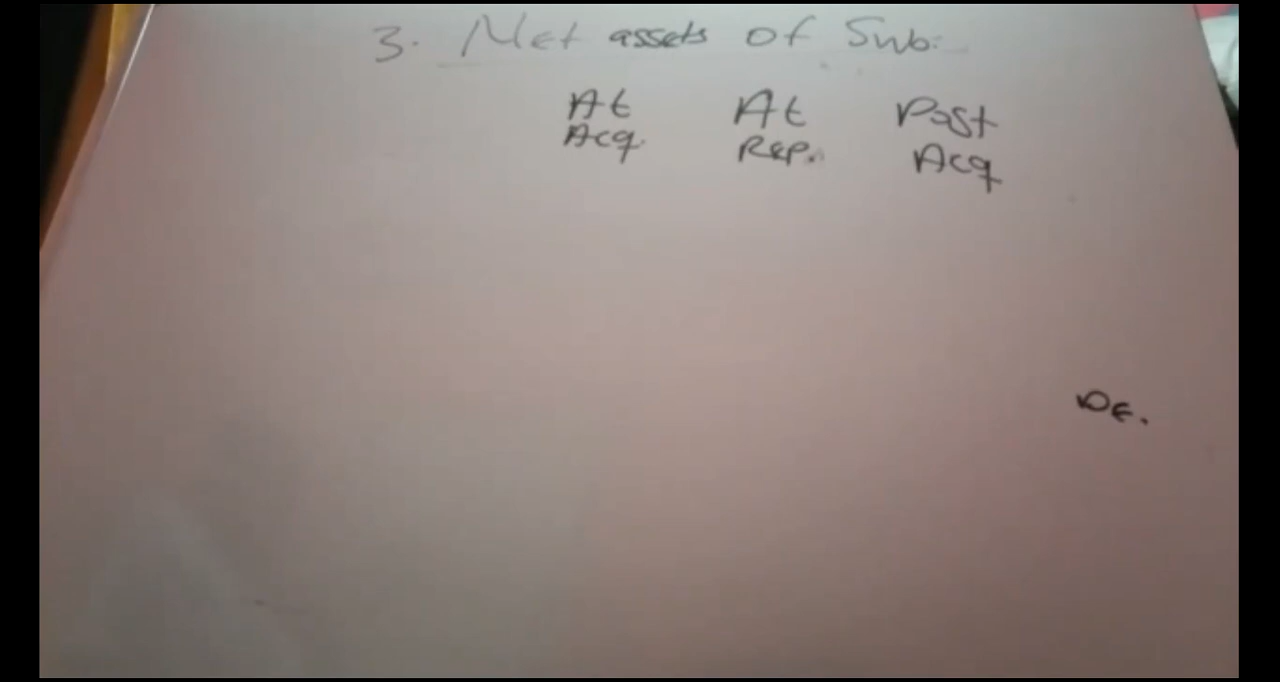 3. Net assets of Sub.
At At Post
Acq. Rep. Acq